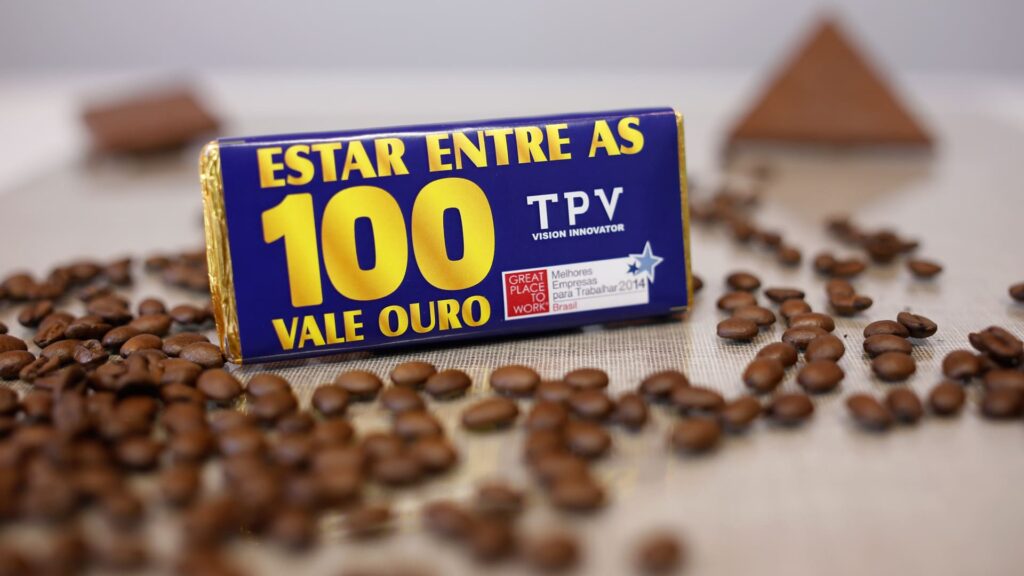 ESTAR ENTRE AS
100
VALE OURO
TPV
VISION INNOVATOR
GREAT
PLACE
TO
WORK
Melhores
Empresas
para Trabalhar 2014
Brasil